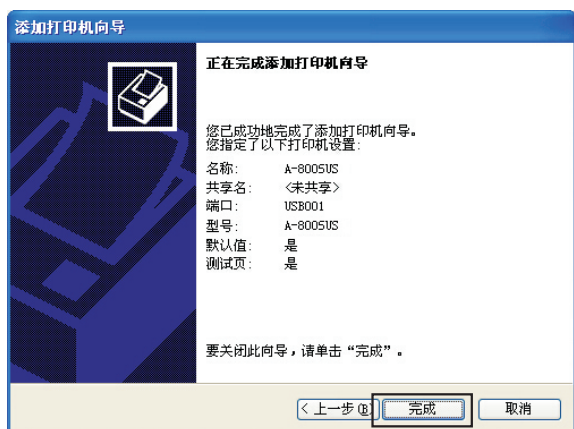 添加打印机向导
正在完成添加打印机向导
您已成功地完成了添加打印机向导。
您指定了以下打印机设置:
名称: A-8005US
共享名: <未共享>
端口: USB001
型号: A-8005US
默认值: 是
测试页: 是
要关闭此向导，请单击“完成”。
< 上一步(B) 完成 取消